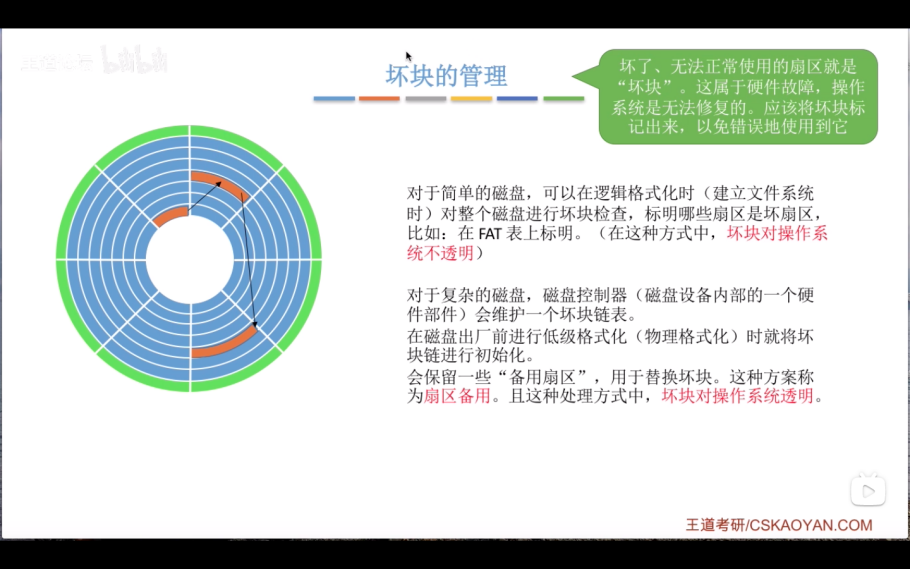 坏块的管理
坏了、无法正常使用的扇区就是
“坏块”。这属于硬件故障，操作
系统是无法修复的。应该将坏块标
记出来，以免错误地使用到它
对于简单的磁盘，可以在逻辑格式化时（建立文件系统
时）对整个磁盘进行坏块检查，标明哪些扇区是坏扇区，
比如：在 FAT 表上标明。（在这种方式中，坏块对操作系
统不透明）
对于复杂的磁盘，磁盘控制器（磁盘设备内部的一个硬
件部件）会维护一个坏块链表。
在磁盘出厂前进行低级格式化（物理格式化）时就将坏
块链进行初始化。
会保留一些“备用扇区”，用于替换坏块。这种方案称
为扇区备用。且这种处理方式中，坏块对操作系统透明。
王道考研/CSKAOYAN.COM